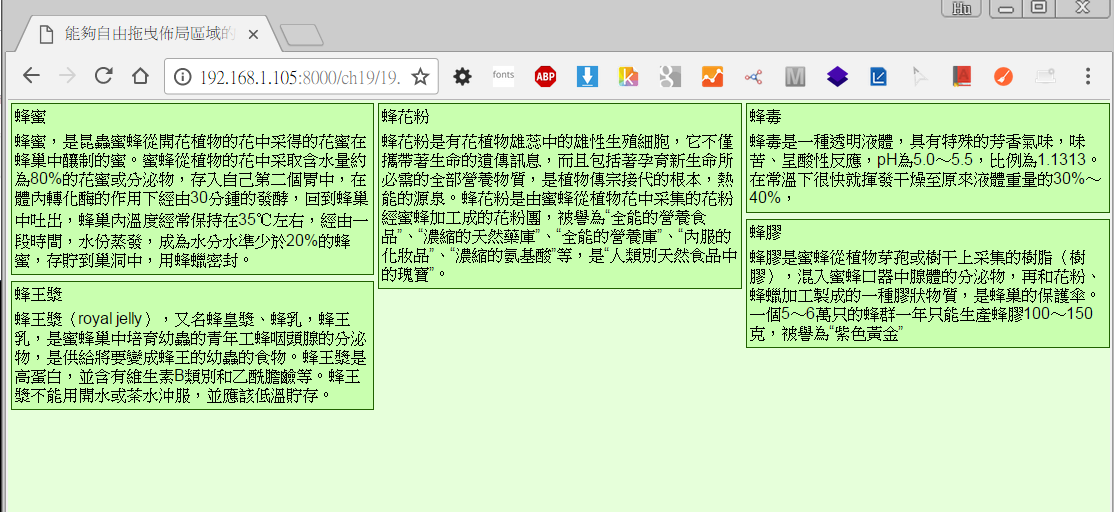 Hu
能夠自由拖曳佈局區域的
192.168.1.105:8000/ch19/19.
fonts
ABP
蜂蜜
蜂蜜，是昆蟲蜜蜂從開花植物的花中采得的花蜜在
蜂巢中釀制的蜜。蜜蜂從植物的花中采取含水量約
為80%的花蜜或分泌物，存入自己第二個胃中，在
體內轉化酶的作用下經由30分鍾的發酵，回到蜂巢
中吐出，蜂巢內溫度經常保持在35℃左右，經由一
段時間，水份蒸發，成為水分水準少於20%的蜂
蜜，存貯到巢洞中，用蜂蠟密封。
蜂王漿
蜂王漿（royal jelly），又名蜂皇漿、蜂乳，蜂王
乳，是蜜蜂巢中培育幼蟲的青年工蜂咽頭腺的分泌
物，是供給將要變成蜂王的幼蟲的食物。蜂王漿是
高蛋白，並含有維生素B類別和乙酰膽鹼等。蜂王
漿不能用開水或茶水沖服，並應該低溫貯存。
蜂花粉
蜂花粉是有花植物雄蕊中的雄性生殖細胞，它不僅
攜帶著生命的遺傳訊息，而且包括著孕育新生命所
必需的全部營養物質，是植物傳宗接代的根本，熱
能的源泉。蜂花粉是由蜜蜂從植物花中采集的花粉
經蜜蜂加工成的花粉團，被譽為“全能的營養食
品”、“濃縮的天然藥庫”、“全能的營養庫”、“內服的
化妝品”、“濃縮的氨基酸”等，是“人類別天然食品中
的瑰寶”。
蜂毒
蜂毒是一種透明液體，具有特殊的芳香氣味，味
苦、呈酸性反應，pH為5.0～5.5，比例為1.1313。
在常溫下很快就揮發干燥至原來液體重量的30%～
40%，
蜂膠
蜂膠是蜜蜂從植物芽孢或樹干上采集的樹脂（樹
膠），混入蜜蜂口器中腺體的分泌物，再和花粉、
蜂蠟加工製成的一種膠狀物質，是蜂巢的保護傘。
一個5～6萬只的蜂群一年只能生產蜂膠100～150
克，被譽為“紫色黃金”